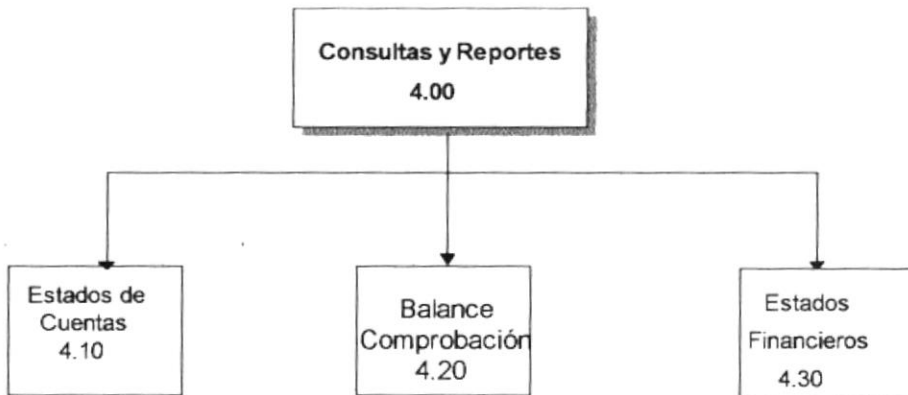 Consultas y Reportes
4.00
Estados de
Cuentas
4.10
Balance
Comprobación
4.20
Estados
Financieros
4.30